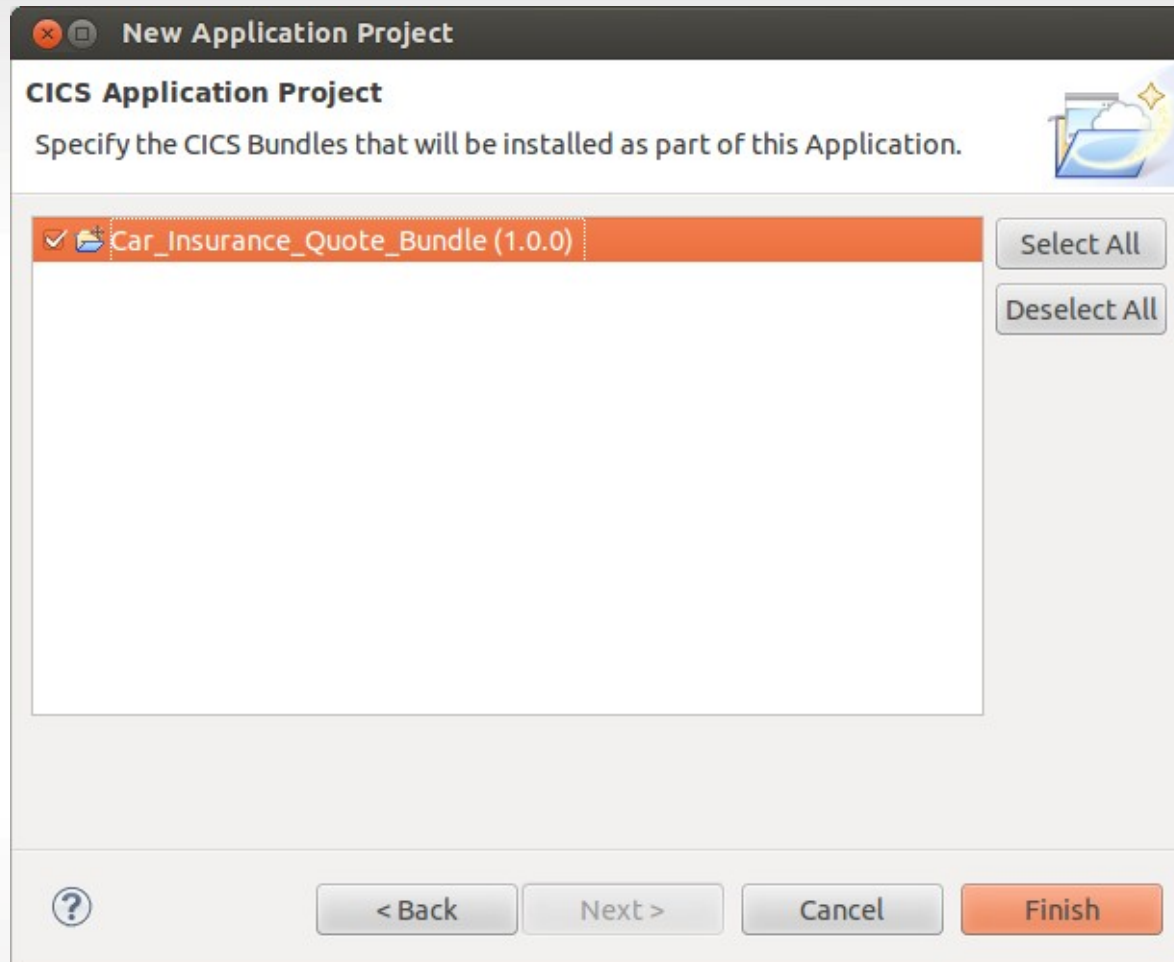 New Application Project
CICS Application Project
Specify the CICS Bundles that will be installed as part of this Application.
Car_Insurance_Quote_Bundle (1.0.0)
Select All
Deselect All
?
< Back
Next >
Cancel
Finish